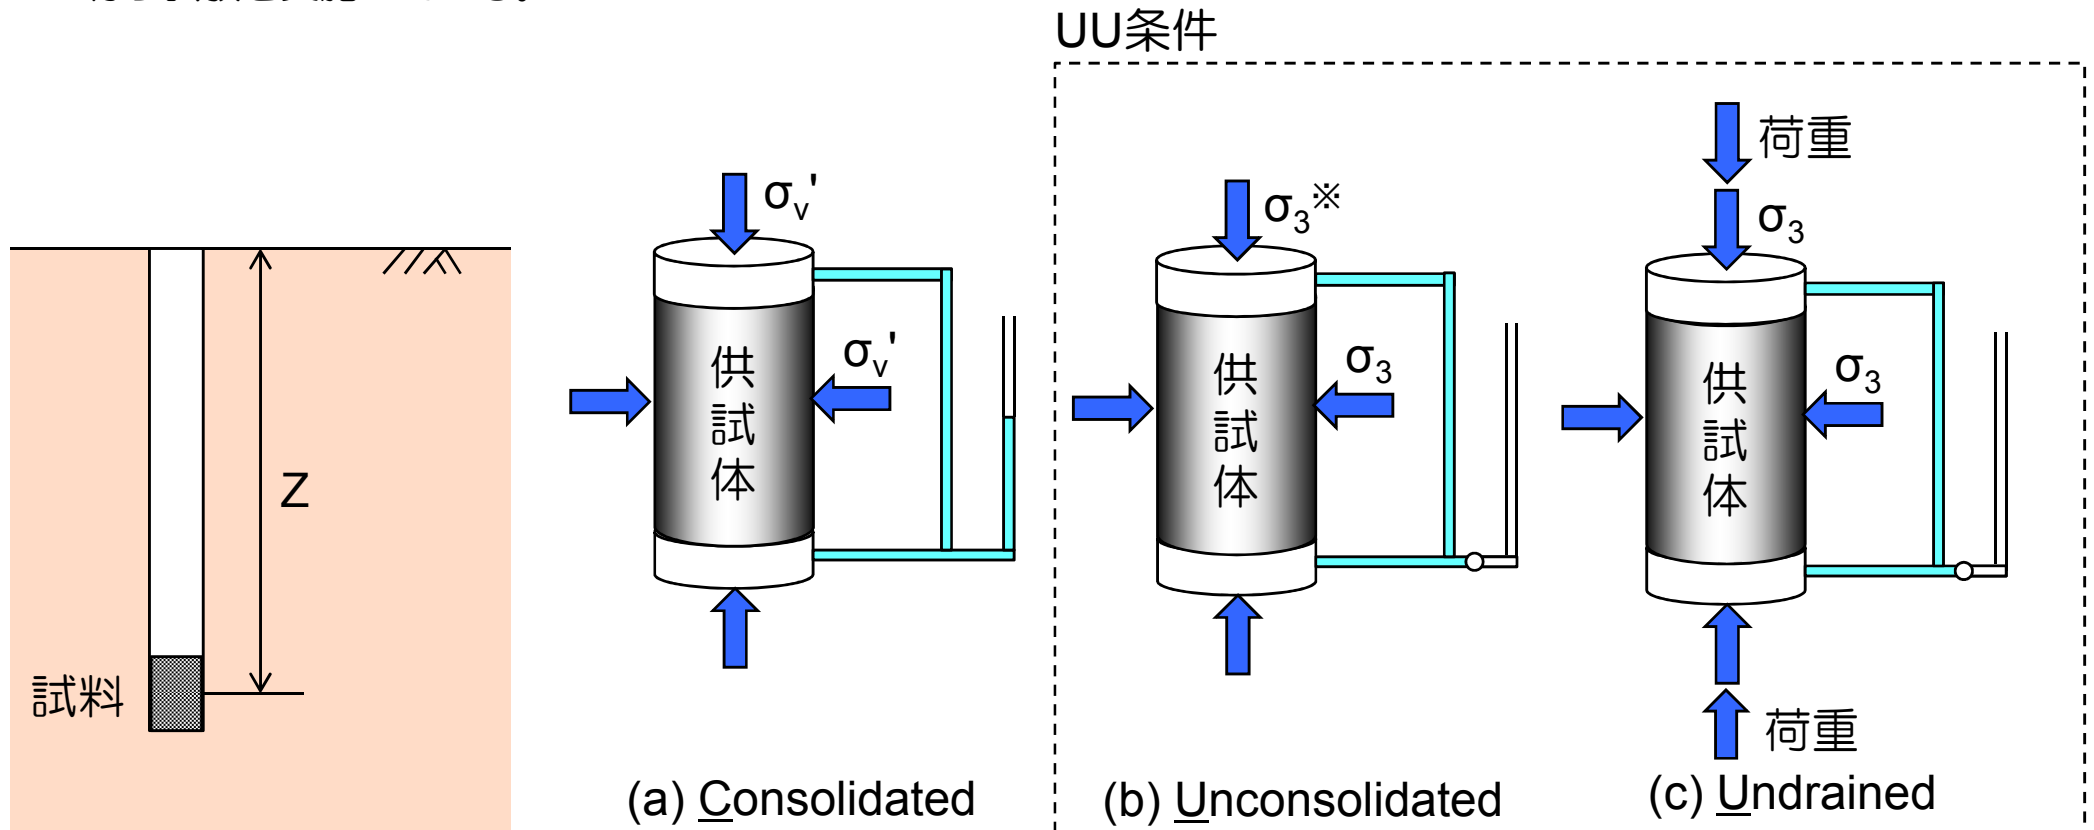 UU条件
荷重
σv'
σ3※
σ3
σv'
σ3
σ3
供試体
供試体
供試体
Z
試料
荷重
(a) Consolidated
(b) Unconsolidated
(c) Undrained